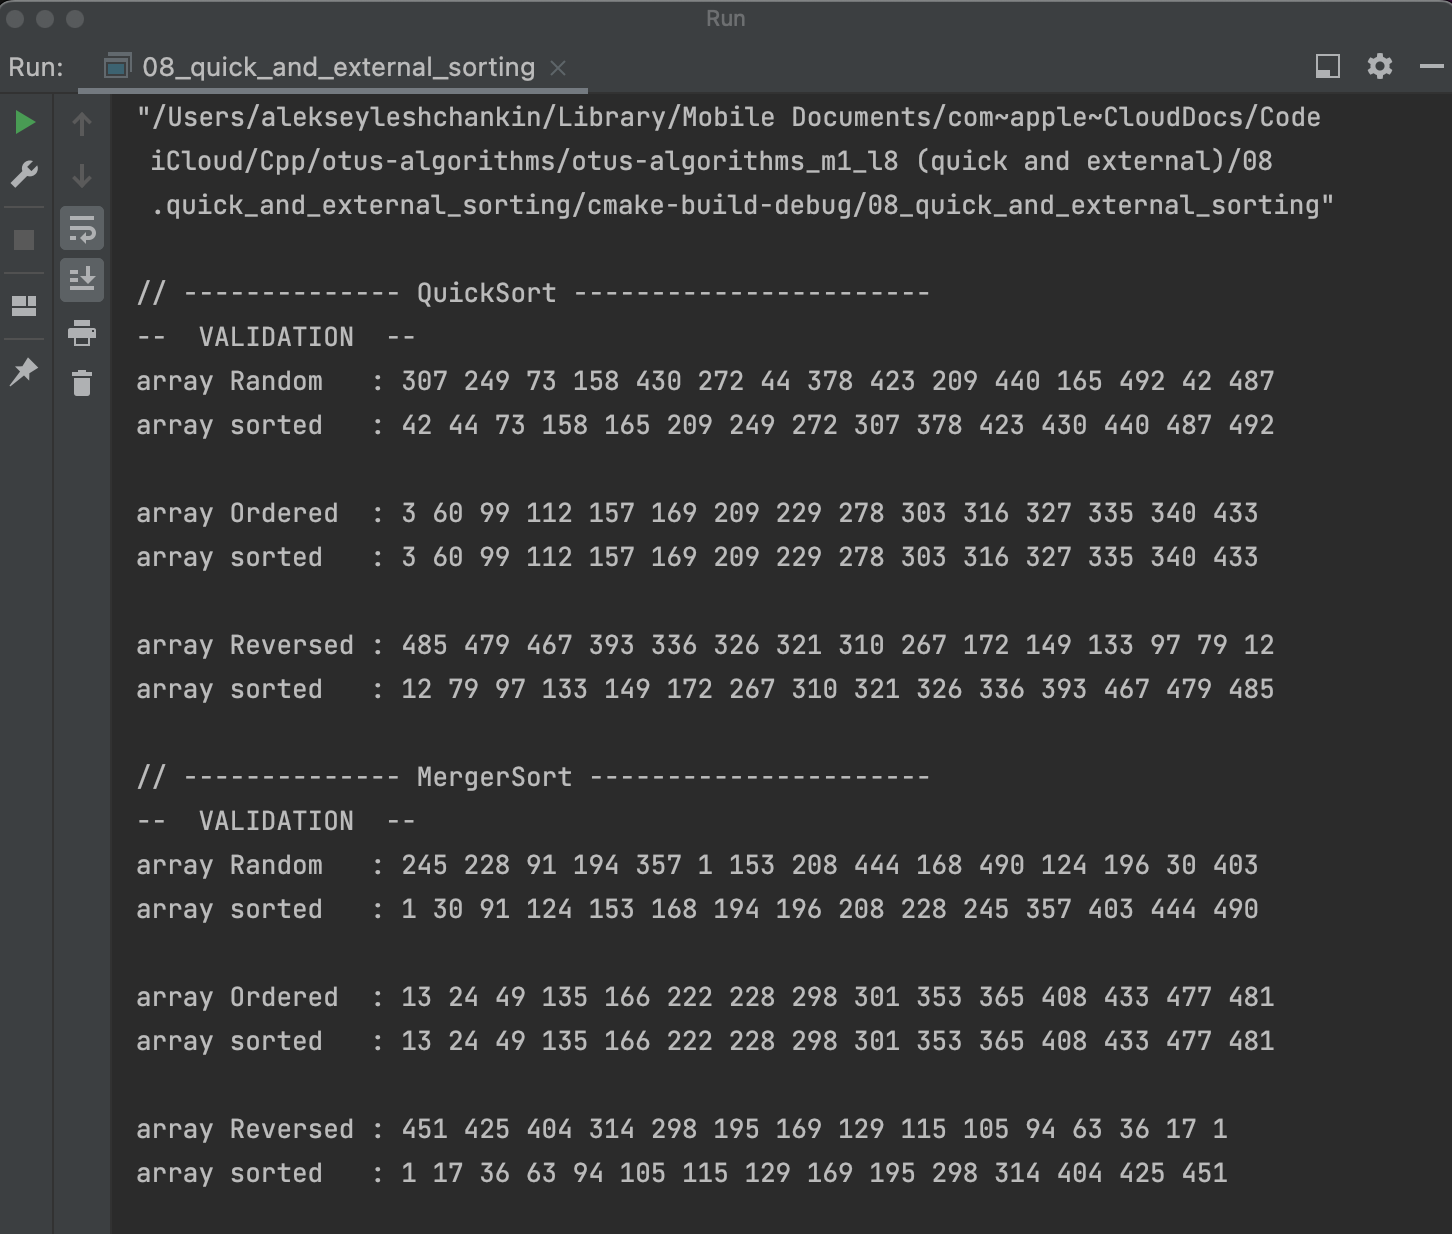 Run
Run: 08_quick_and_external_sorting
"/Users/alekseyleshchankin/Library/Mobile Documents/com~apple~CloudDocs/Code
iCloud/Cpp/otus-algorithms/otus-algorithms_m1_l8 (quick and external)/08
.quick_and_external_sorting/cmake-build-debug/08_quick_and_external_sorting"
// -------------- QuickSort -----------------------
--  VALIDATION  --
array Random   : 307 249 73 158 430 272 44 378 423 209 440 165 492 42 487
array sorted   : 42 44 73 158 165 209 249 272 307 378 423 430 440 487 492
array Ordered  : 3 60 99 112 157 169 209 229 278 303 316 327 335 340 433
array sorted   : 3 60 99 112 157 169 209 229 278 303 316 327 335 340 433
array Reversed : 485 479 467 393 336 326 321 310 267 172 149 133 97 79 12
array sorted   : 12 79 97 133 149 172 267 310 321 326 336 393 467 479 485
// -------------- MergerSort ----------------------
--  VALIDATION  --
array Random   : 245 228 91 194 357 1 153 208 444 168 490 124 196 30 403
array sorted   : 1 30 91 124 153 168 194 196 208 228 245 357 403 444 490
array Ordered  : 13 24 49 135 166 222 228 298 301 353 365 408 433 477 481
array sorted   : 13 24 49 135 166 222 228 298 301 353 365 408 433 477 481
array Reversed : 451 425 404 314 298 195 169 129 115 105 94 63 36 17 1
array sorted   : 1 17 36 63 94 105 115 129 169 195 298 314 404 425 451